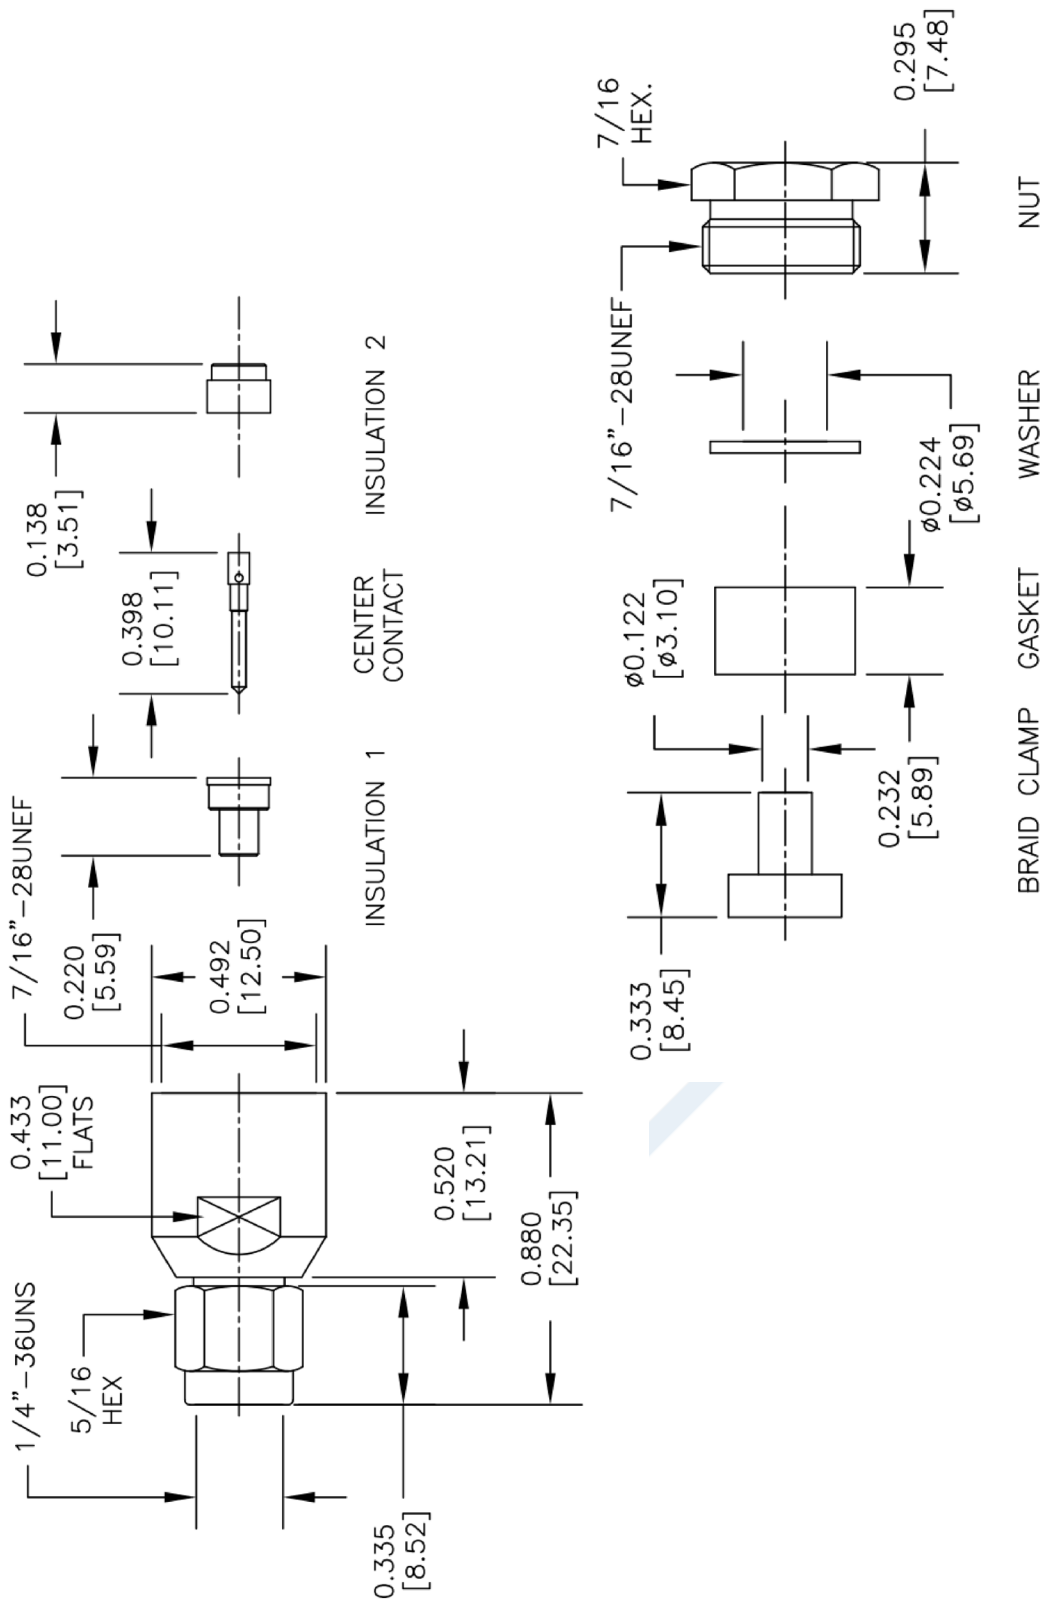 1/4"-36UNS
5/16
HEX
0.433
[11.00]
FLATS
7/16"-28UNEF
0.492
[12.50]
0.335
[8.52]
0.520
[13.21]
0.880
[22.35]
0.220
[5.59]
INSULATION 1
0.398
[10.11]
CENTER
CONTACT
0.138
[3.51]
INSULATION 2
0.333
[8.45]
ø0.122
[ø3.10]
BRAID CLAMP
0.232
[5.89]
GASKET
ø0.224
[ø5.69]
WASHER
7/16"-28UNEF
7/16
HEX.
0.295
[7.48]
NUT